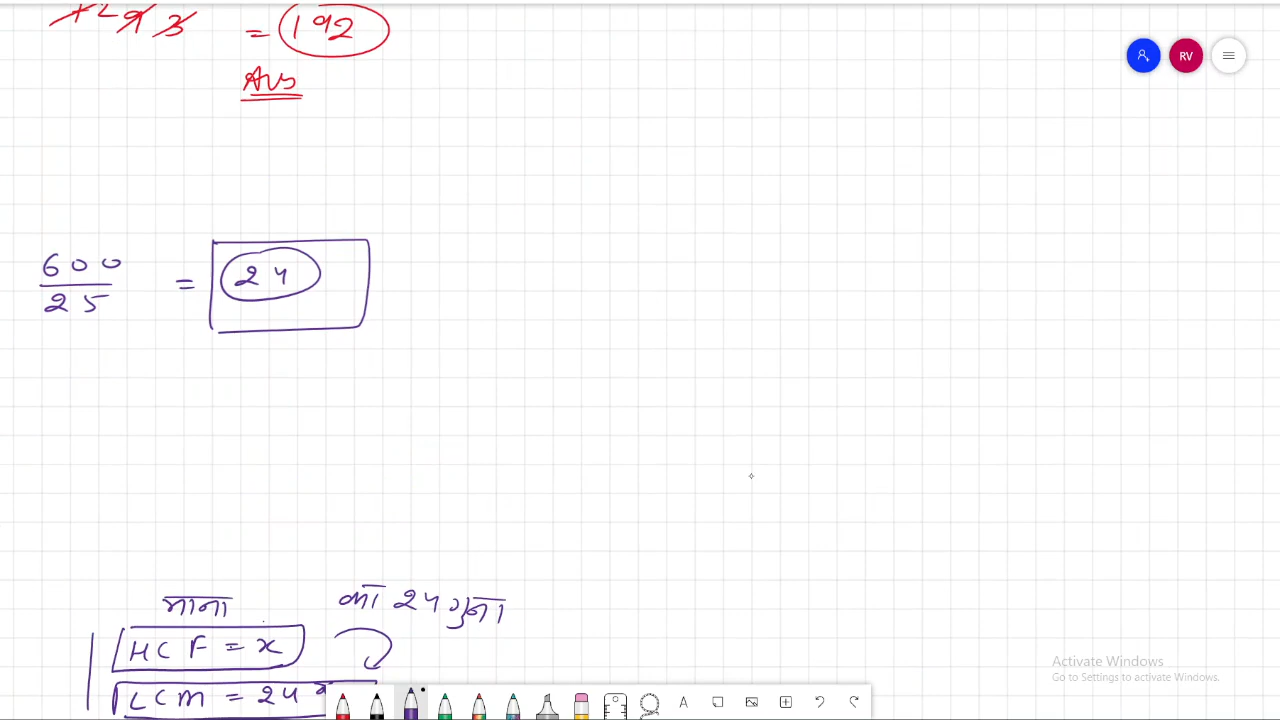 = 192
Ans
RV
600
25
= 24
माना
का 24 गुना
HCF = x
LCM = 24
A
Activate Windows
Go to Settings to activate Windows.